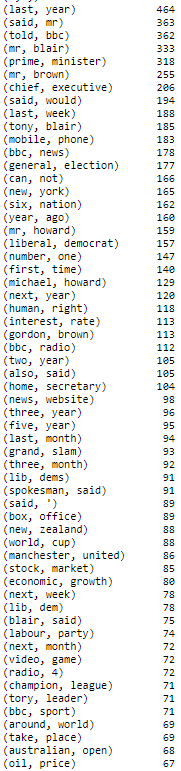 (last, year) 464
(said, mr) 363
(told, bbc) 362
(mr, blair) 333
(prime, minister) 318
(mr, brown) 255
(chief, executive) 206
(said, would) 194
(last, week) 188
(tony, blair) 185
(mobile, phone) 183
(bbc, news) 178
(general, election) 177
(can, not) 166
(new, york) 165
(six, nation) 162
(year, ago) 160
(mr, howard) 159
(liberal, democrat) 157
(number, one) 147
(first, time) 140
(michael, howard) 129
(next, year) 120
(human, right) 118
(interest, rate) 113
(gordon, brown) 113
(bbc, radio) 112
(two, year) 105
(also, said) 105
(home, secretary) 104
(news, website) 98
(three, year) 96
(five, year) 95
(last, month) 94
(grand, slam) 93
(three, month) 92
(lib, dems) 91
(spokesman, said) 91
(said, ') 89
(box, office) 89
(new, zealand) 88
(world, cup) 88
(manchester, united) 86
(stock, market) 85
(economic, growth) 80
(next, week) 78
(lib, dem) 78
(blair, said) 75
(labour, party) 74
(next, month) 72
(video, game) 72
(radio, 4) 72
(champion, league) 71
(tory, leader) 71
(bbc, sport) 71
(around, world) 69
(take, place) 69
(australian, open) 68
(oil, price) 67